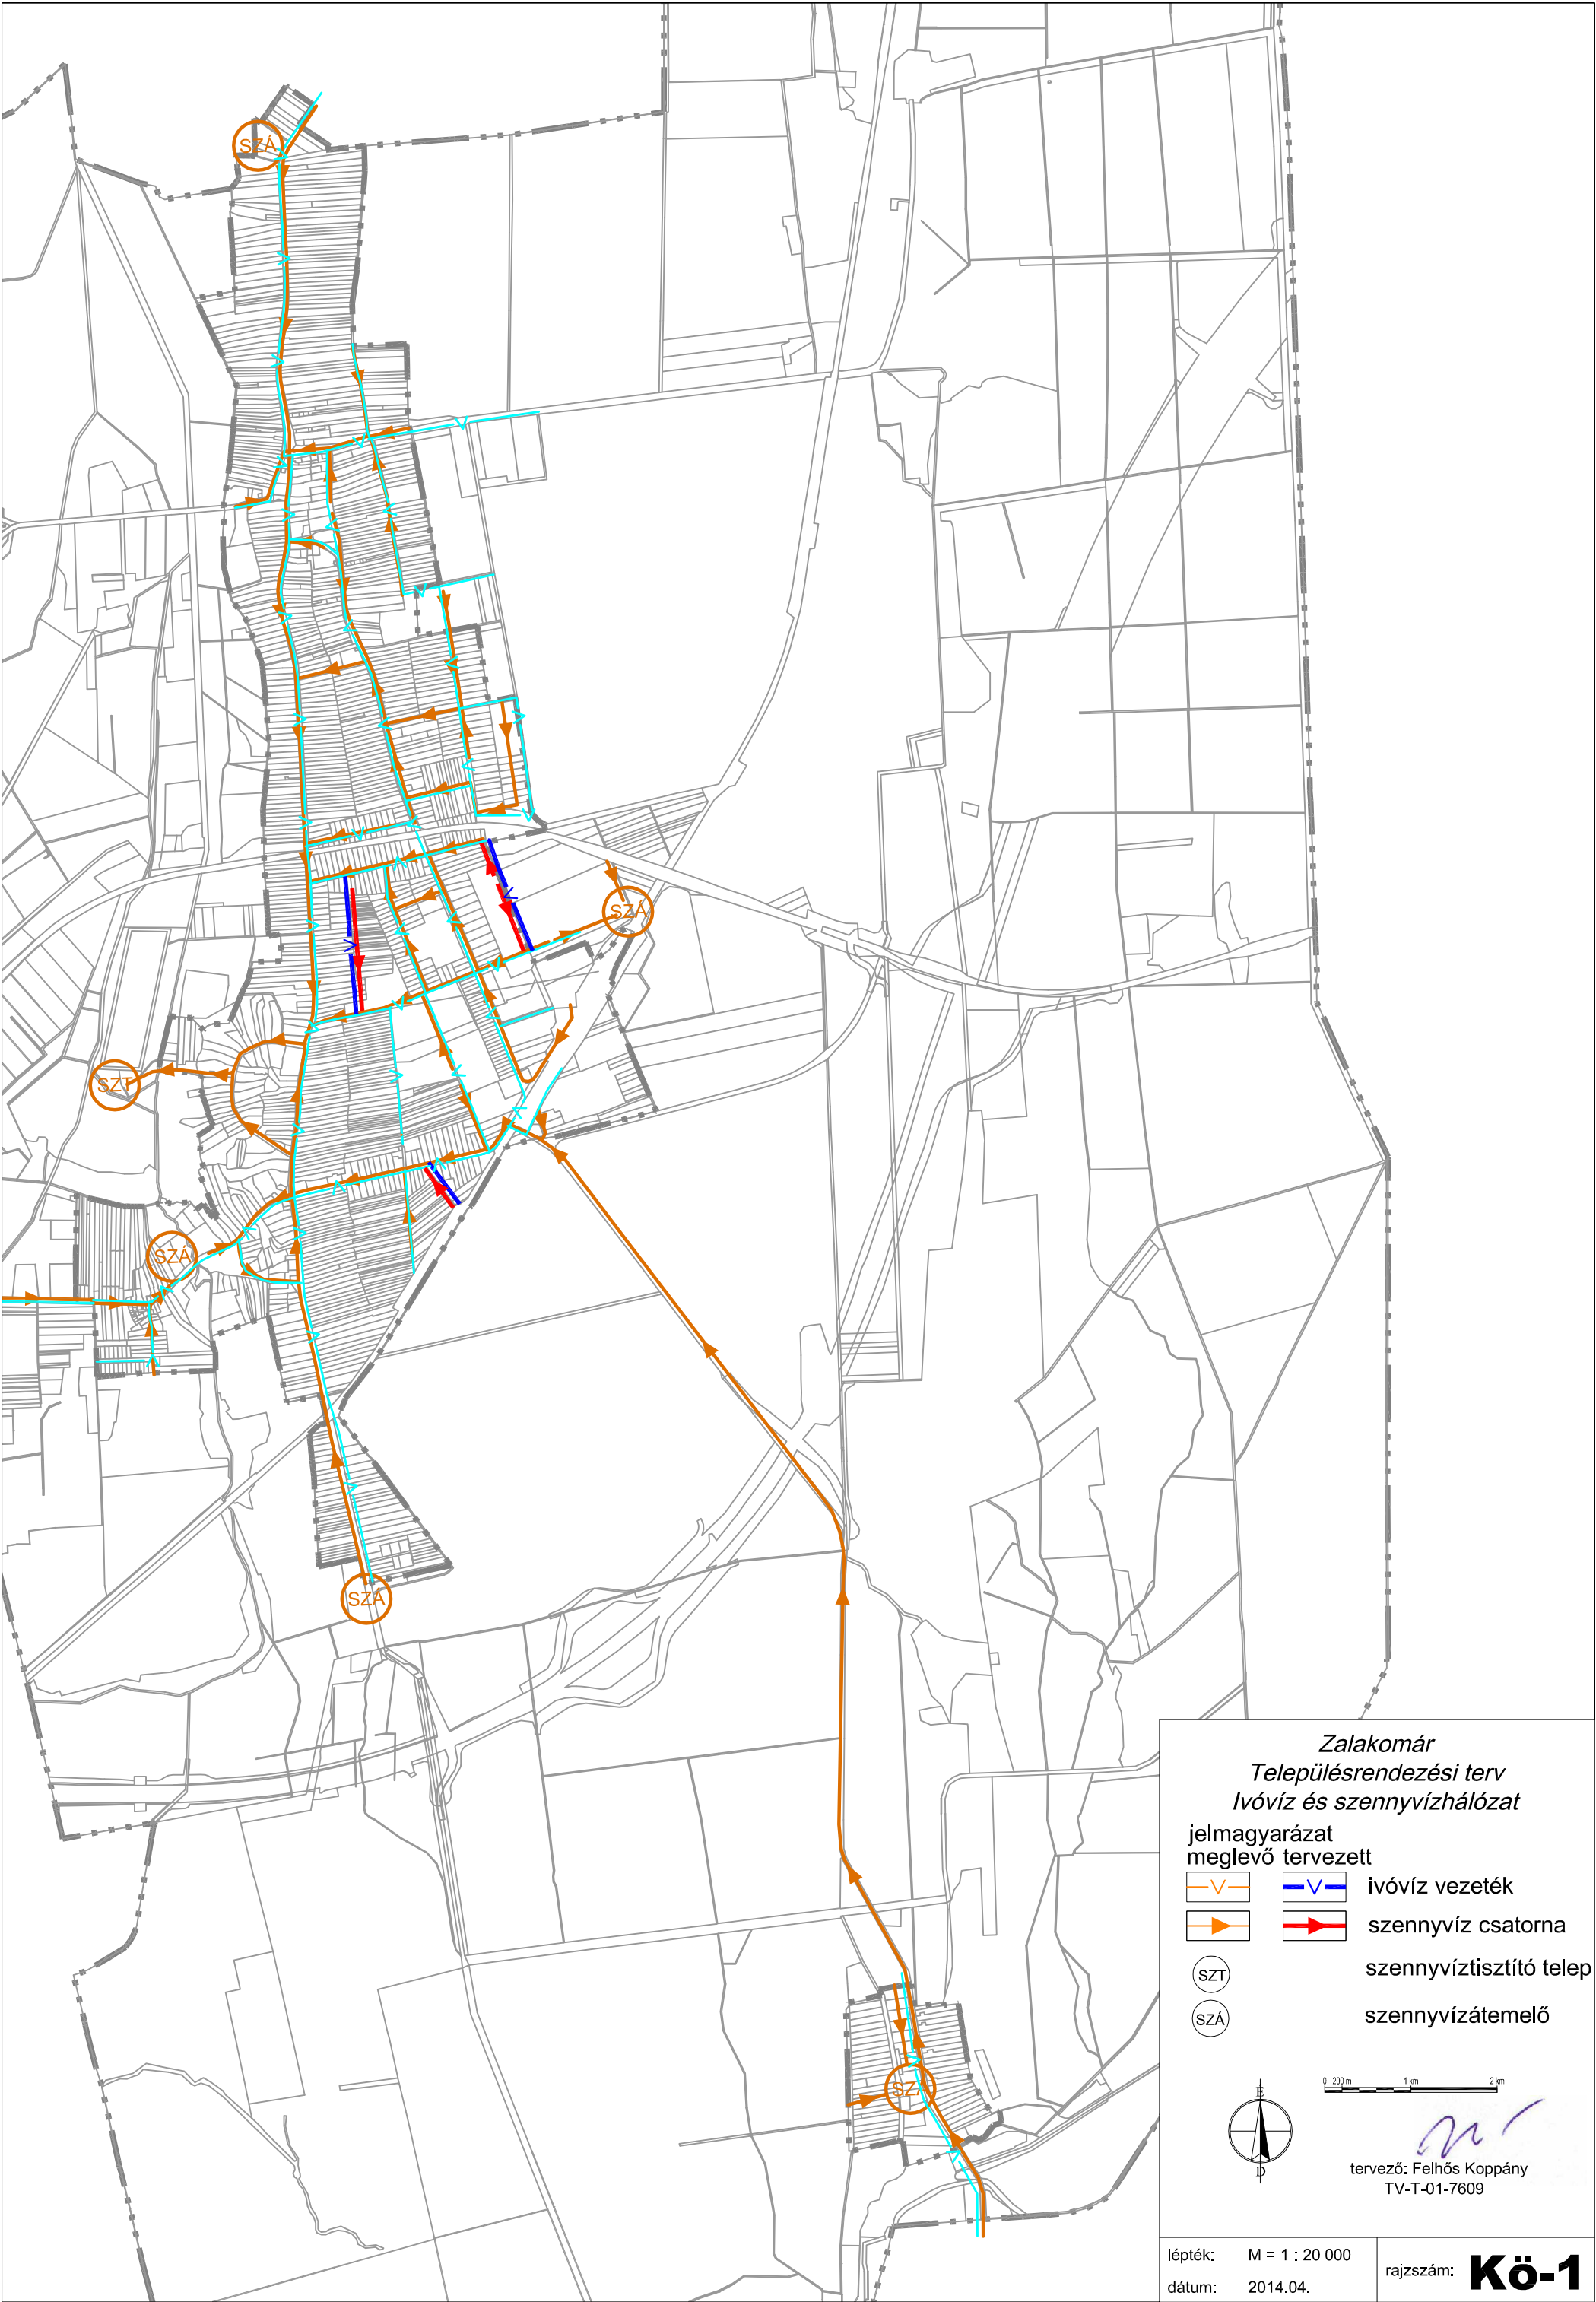 SZÁ
SZÁ
SZT
SZÁ
SZÁ
SZÁ
Zalakomár
Településrendezési terv
Ivóvíz és szennyvízhálózat
jelmagyarázat
meglevő tervezett
ivóvíz vezeték
szennyvíz csatorna
SZT szennyvíztisztító telep
SZÁ szennyvízátemelő
0 200 m 1 km 2 km
É
D
tervező: Felhős Koppány
TV-T-01-7609
lépték: M = 1 : 20 000
rajzszám: Kö-1
dátum: 2014.04.